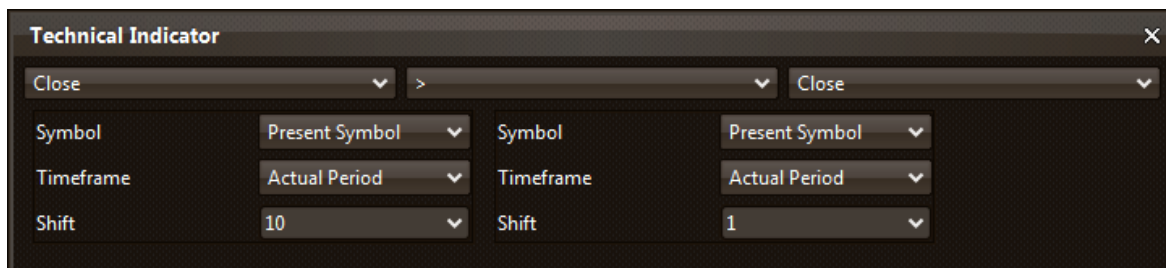 Technical Indicator
Close > Close
Symbol Present Symbol Symbol Present Symbol
Timeframe Actual Period Timeframe Actual Period
Shift 10 Shift 1